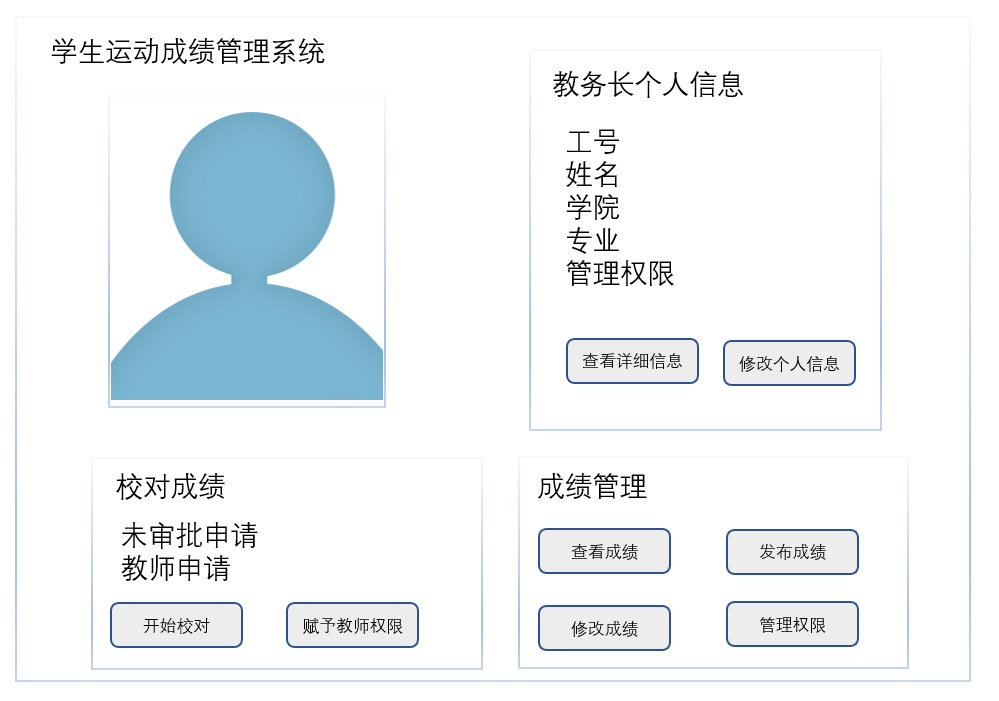 学生运动成绩管理系统
教务长个人信息
工号
姓名
学院
专业
管理权限
查看详细信息
修改个人信息
校对成绩
未审批申请
教师申请
开始校对
赋予教师权限
成绩管理
查看成绩
发布成绩
修改成绩
管理权限